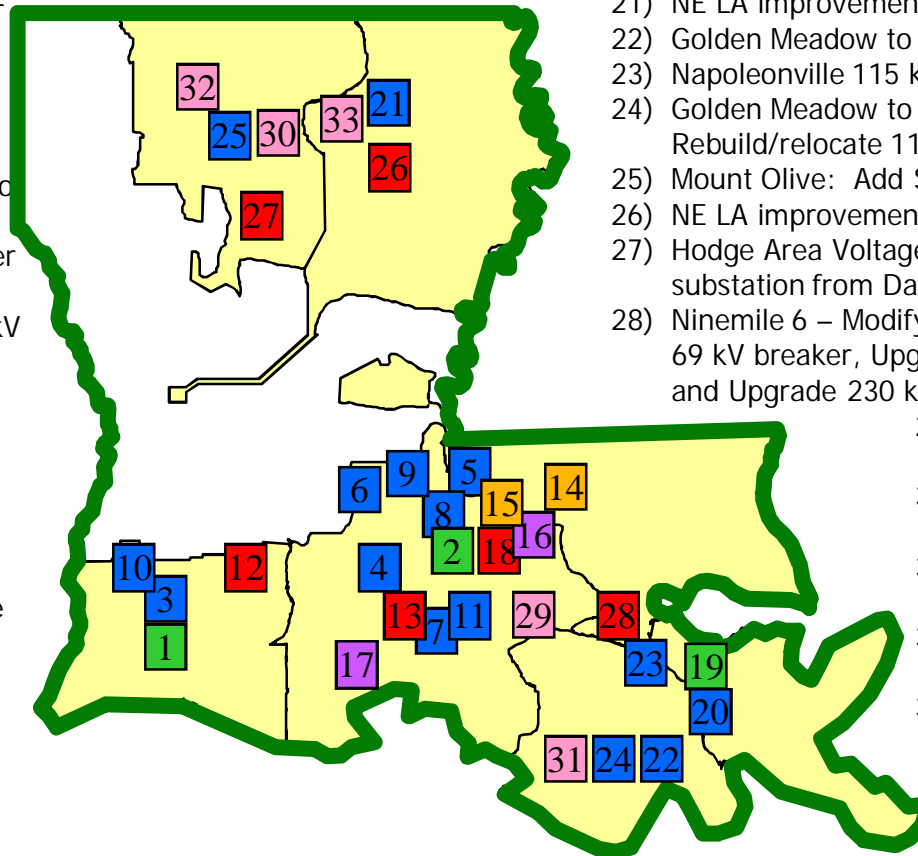 21) NE LA improvemen
22) Golden Meadow to
23) Napoleonville 115 k
24) Golden Meadow to
Rebuild/relocate 11
25) Mount Olive: Add S
26) NE LA improvemen
27) Hodge Area Voltage
substation from Da
28) Ninemile 6 – Modify
69 kV breaker, Upg
and Upgrade 230 k
32
21
33
25
30
26
27
9
5
6
14
15
8
16
2
18
10
12
4
3
13
11
29
28
7
1
17
23
19
20
31
24
22